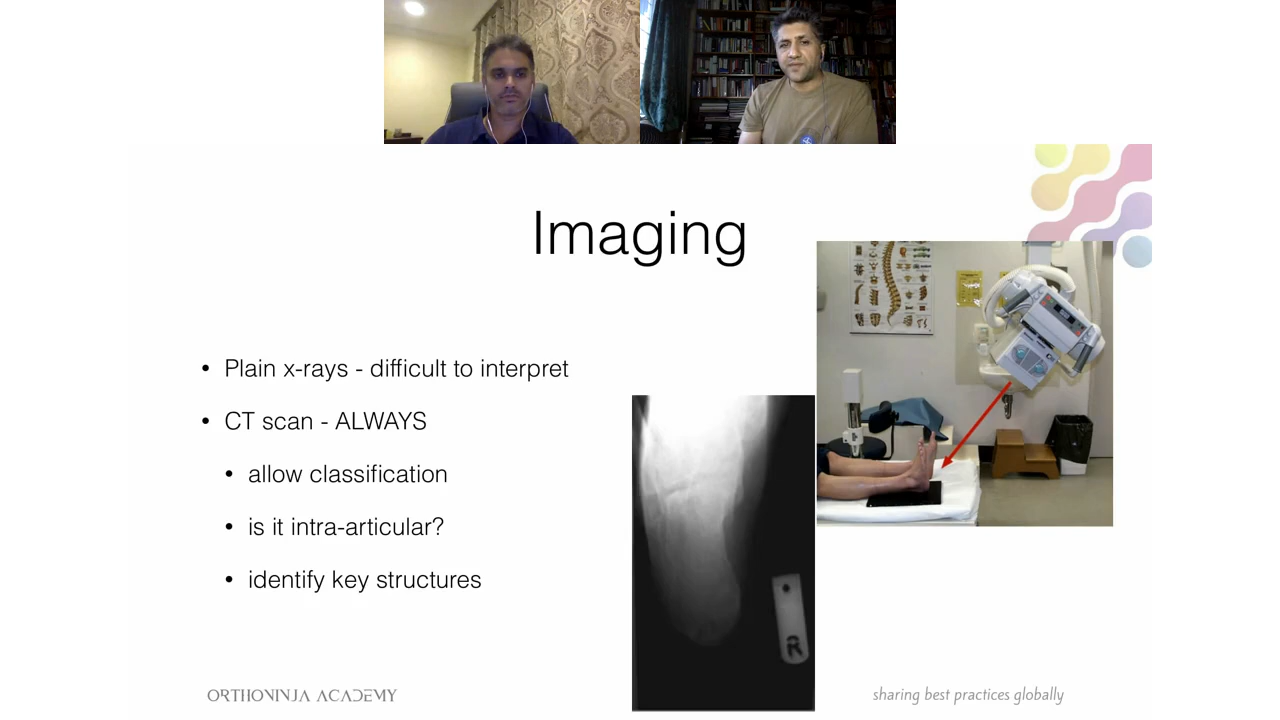 Imaging
• Plain x-rays - difficult to interpret
• CT scan - ALWAYS
• allow classification
• is it intra-articular?
• identify key structures
R
ORTHONINJA ACADEMY
sharing best practices globally